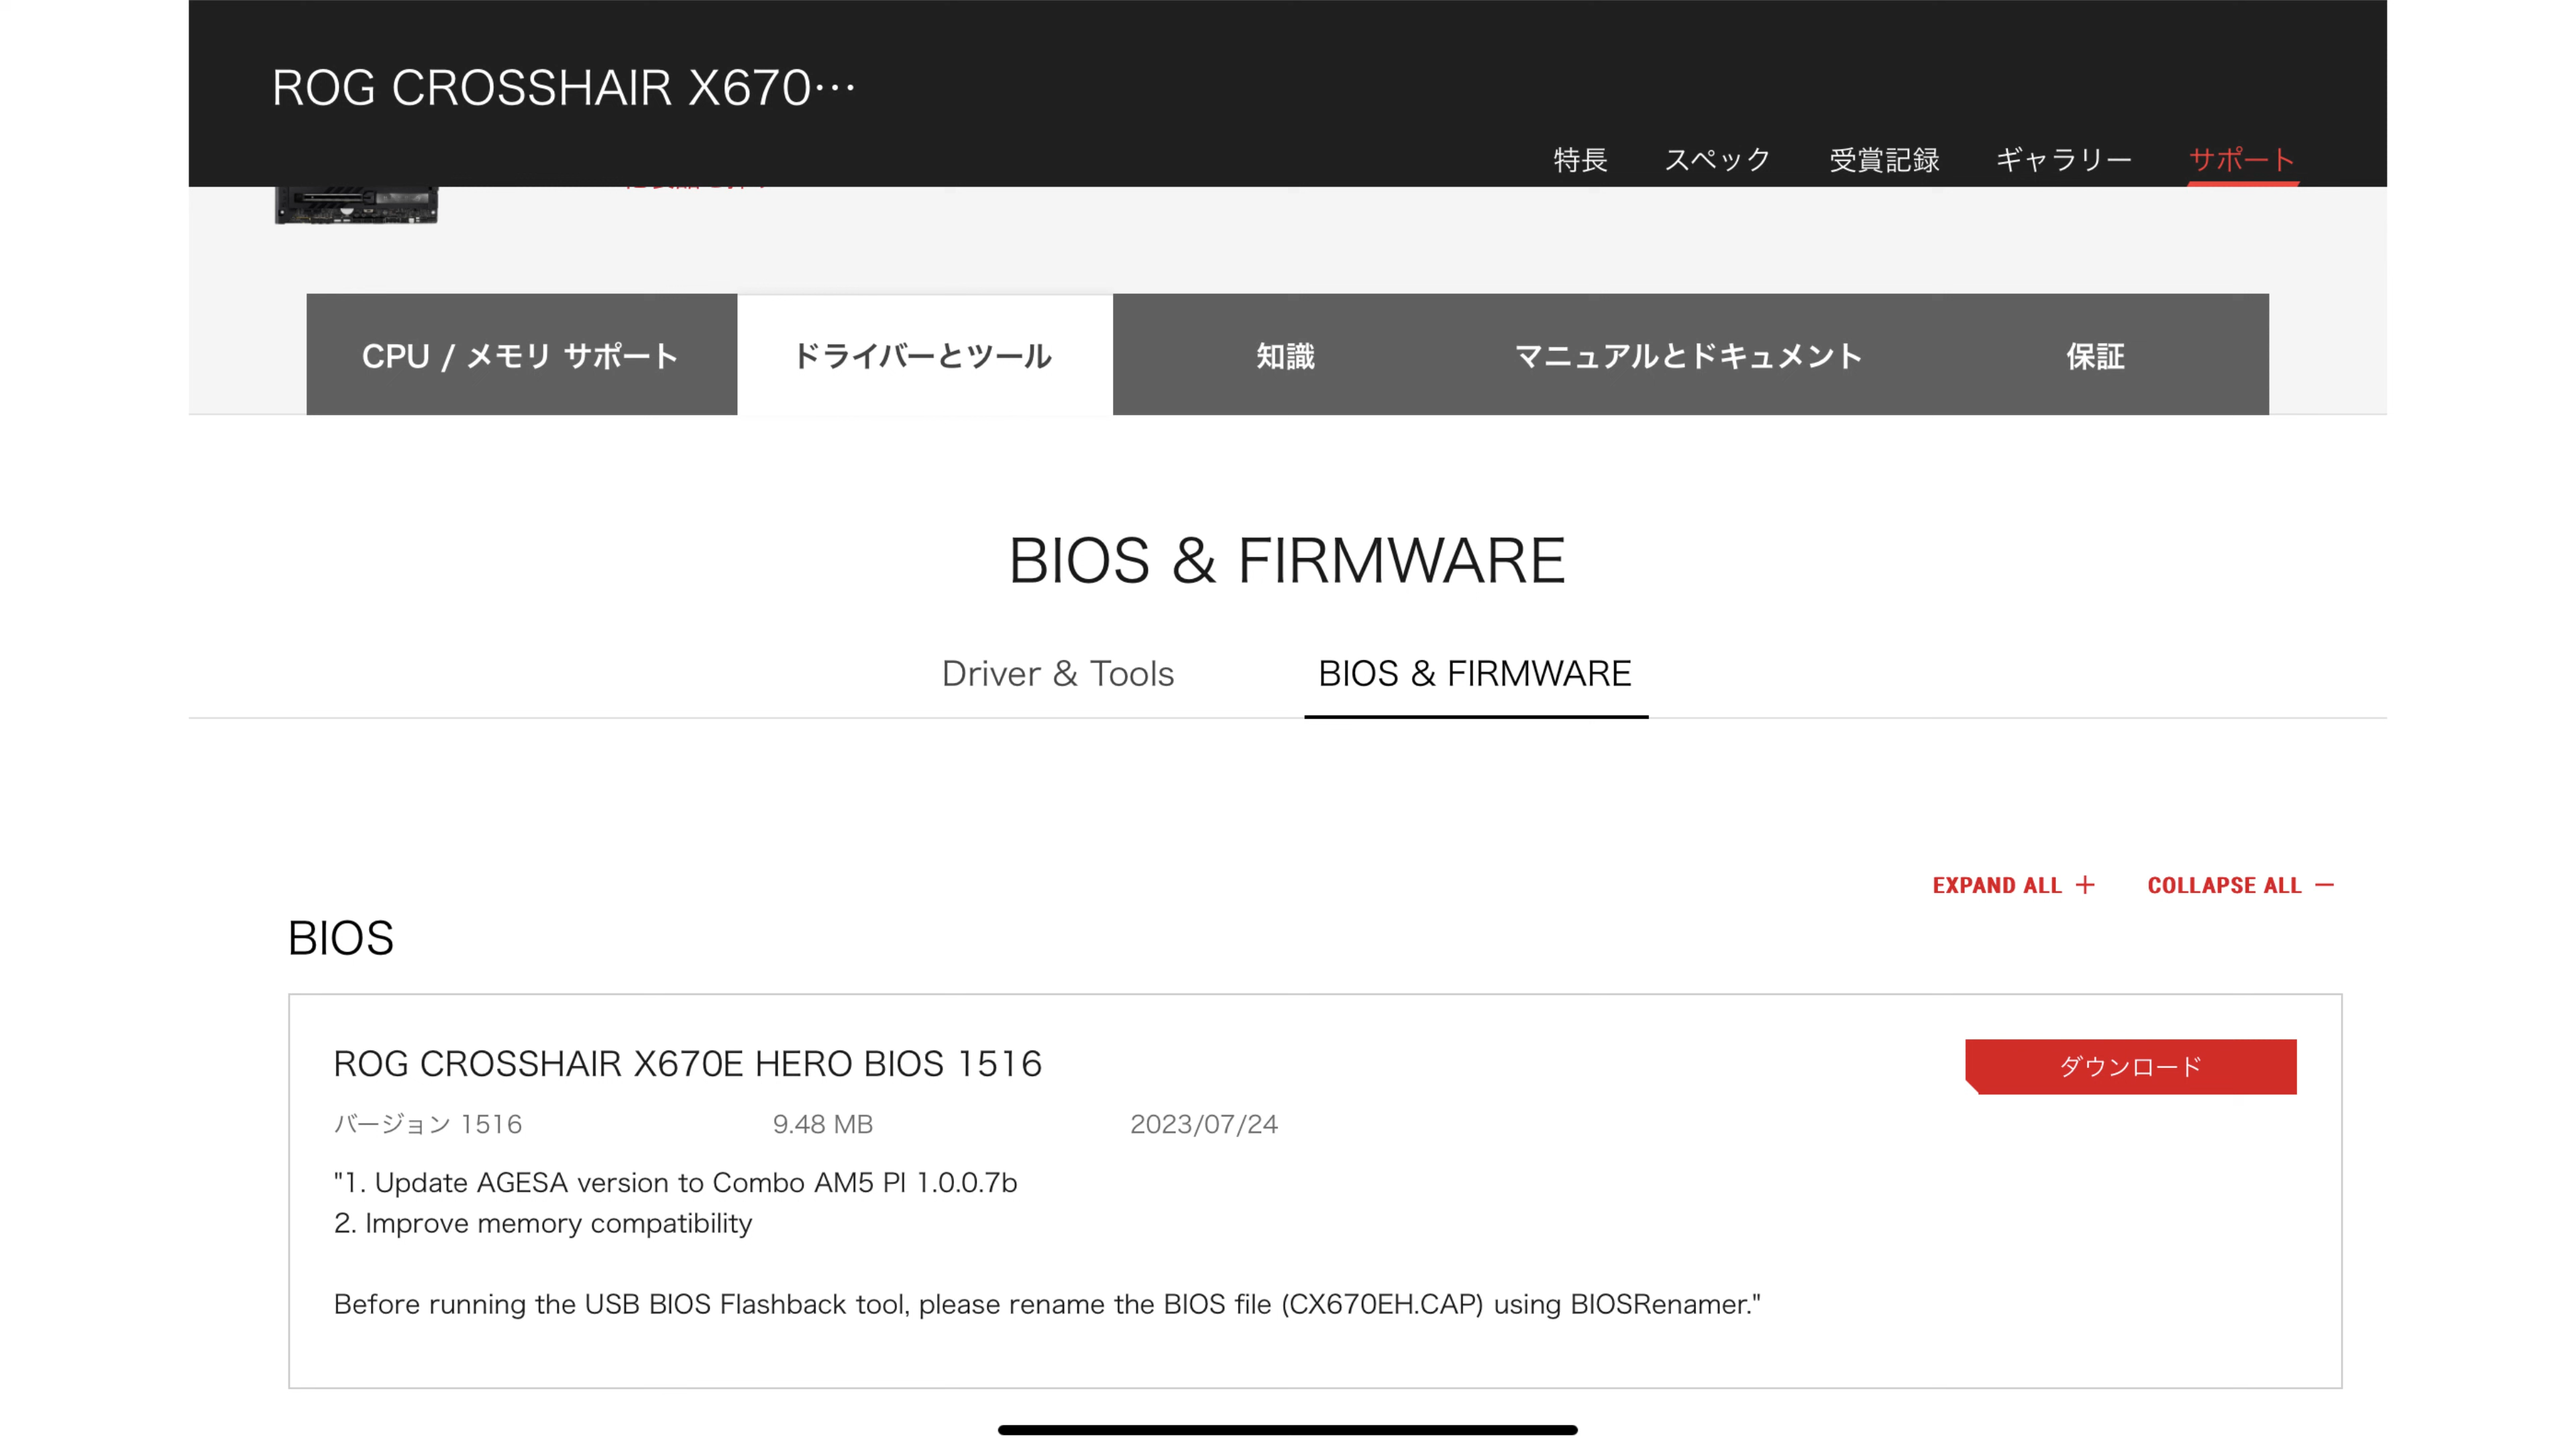 ROG CROSSHAIR X670…
特長 スペック 受賞記録 ギャラリー サポート
CPU / メモリ サポート ドライバーとツール 知識 マニュアルとドキュメント 保証
BIOS & FIRMWARE
Driver & Tools BIOS & FIRMWARE
EXPAND ALL + COLLAPSE ALL −
BIOS
ROG CROSSHAIR X670E HERO BIOS 1516
ダウンロード
バージョン 1516 9.48 MB 2023/07/24
"1. Update AGESA version to Combo AM5 PI 1.0.0.7b
2. Improve memory compatibility
Before running the USB BIOS Flashback tool, please rename the BIOS file (CX670EH.CAP) using BIOSRenamer."